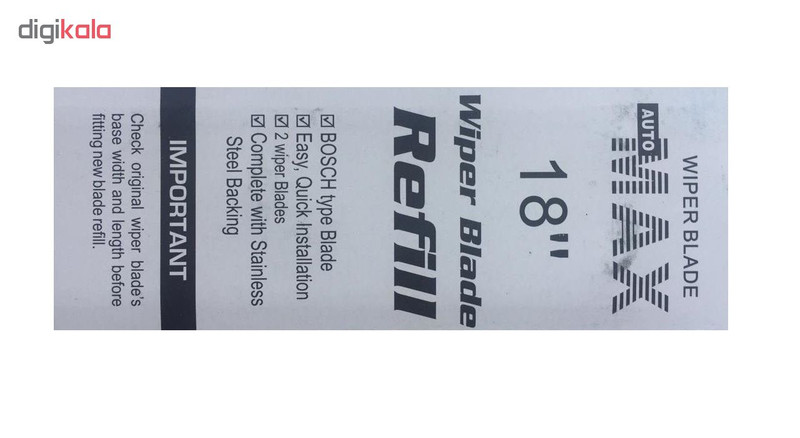 digikala
WIPER BLADE
AUTO
MAX
18"
Wiper Blade
Refill
☑ BOSCH type Blade
☑ Easy, Quick Installation
☑ 2 wiper Blades
☑ Complete with Stainless
Steel Backing
IMPORTANT
Check original wiper blade's
base width and length before
fitting new blade refill.